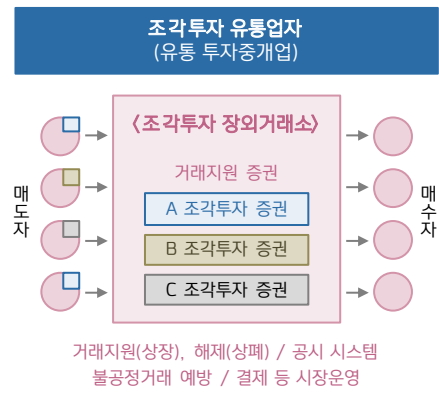 조각투자 유통업자
(유통 투자중개업)
<조각투자 장외거래소>
거래지원 증권
매도자
A 조각투자 증권
B 조각투자 증권
C 조각투자 증권
매수자
거래지원(상장), 해제(상폐) / 공시 시스템
불공정거래 예방 / 결제 등 시장운영